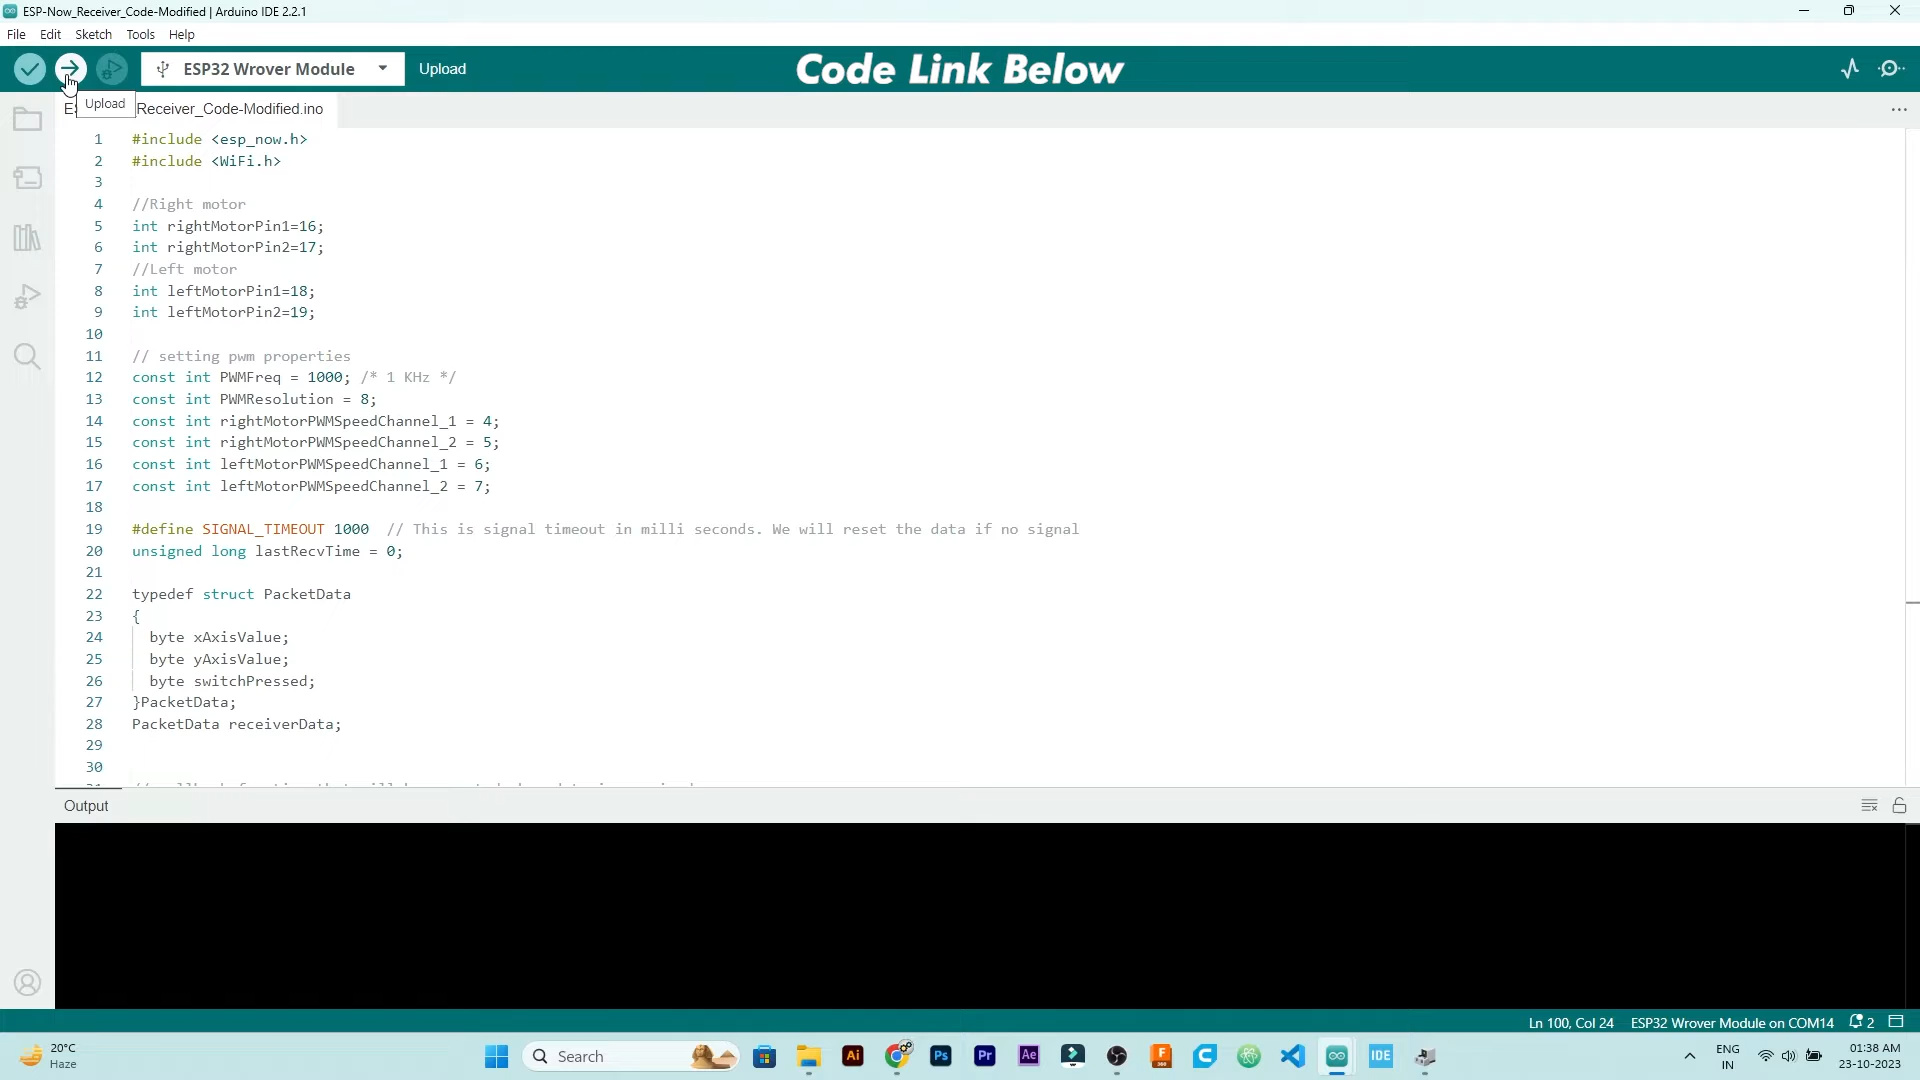 ESP-Now_Receiver_Code-Modified | Arduino IDE 2.2.1
File Edit Sketch Tools Help
ESP32 Wrover Module
Upload
Code Link Below
Upload
Receiver_Code-Modified.ino
1 #include <esp_now.h>
2 #include <WiFi.h>
3
4 //Right motor
5 int rightMotorPin1=16;
6 int rightMotorPin2=17;
7 //Left motor
8 int leftMotorPin1=18;
9 int leftMotorPin2=19;
10
11 // setting pwm properties
12 const int PWMFreq = 1000; /* 1 KHz */
13 const int PWMResolution = 8;
14 const int rightMotorPWMSpeedChannel_1 = 4;
15 const int rightMotorPWMSpeedChannel_2 = 5;
16 const int leftMotorPWMSpeedChannel_1 = 6;
17 const int leftMotorPWMSpeedChannel_2 = 7;
18
19 #define SIGNAL_TIMEOUT 1000 // This is signal timeout in milli seconds. We will reset the data if no signal
20 unsigned long lastRecvTime = 0;
21
22 typedef struct PacketData
23 {
24 byte xAxisValue;
25 byte yAxisValue;
26 byte switchPressed;
27 }PacketData;
28 PacketData receiverData;
29
30
Output
Ln 100, Col 24 ESP32 Wrover Module on COM14 2
20°C
Haze
Search
Ai
Ps
Pr
Ae
F
360
IDE
ENG
IN
01:38 AM
23-10-2023